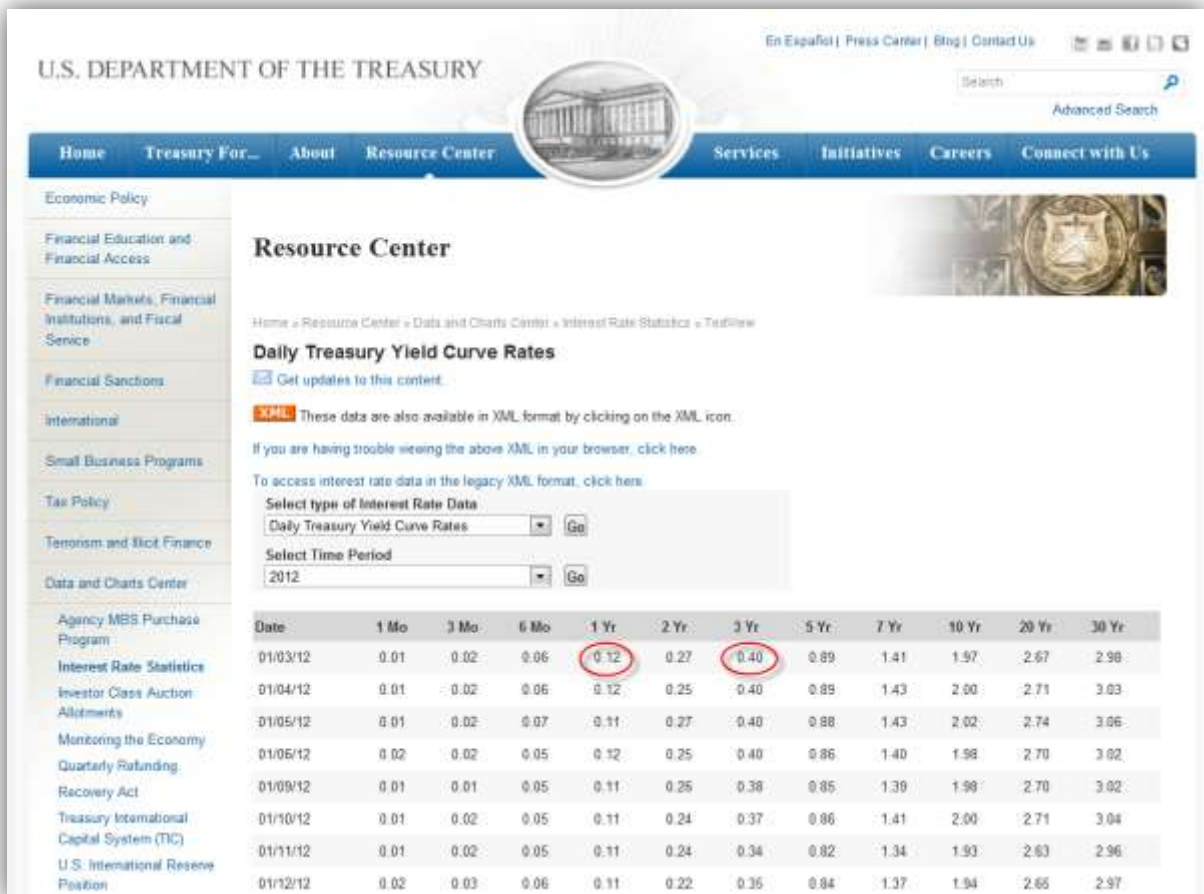 En Español | Press Center | Blog | Contact Us
U.S. DEPARTMENT OF THE TREASURY
Search
Advanced Search
Home Treasury For... About Resource Center Services Initiatives Careers Connect with Us
Economic Policy
Financial Education and
Financial Access
Financial Markets, Financial
Institutions, and Fiscal
Service
Financial Sanctions
International
Small Business Programs
Tax Policy
Terrorism and Illicit Finance
Data and Charts Center
Agency MBS Purchase
Program
Interest Rate Statistics
Investor Class Auction
Allotments
Monitoring the Economy
Quarterly Refunding
Recovery Act
Treasury International
Capital System (TIC)
U.S. International Reserve
Position
Resource Center
Home » Resource Center » Data and Charts Center » Interest Rate Statistics » TextView
Daily Treasury Yield Curve Rates
Get updates to this content.
XML These data are also available in XML format by clicking on the XML icon.
If you are having trouble viewing the above XML in your browser, click here.
To access interest rate data in the legacy XML format, click here.
Select type of Interest Rate Data
Daily Treasury Yield Curve Rates Go
Select Time Period
2012 Go
Date 1 Mo 3 Mo 6 Mo 1 Yr 2 Yr 3 Yr 5 Yr 7 Yr 10 Yr 20 Yr 30 Yr
01/03/12 0.01 0.02 0.06 0.12 0.27 0.40 0.89 1.41 1.97 2.67 2.98
01/04/12 0.01 0.02 0.06 0.12 0.25 0.40 0.89 1.43 2.00 2.71 3.03
01/05/12 0.01 0.02 0.07 0.11 0.27 0.40 0.88 1.43 2.02 2.74 3.06
01/06/12 0.02 0.02 0.05 0.12 0.25 0.40 0.86 1.40 1.98 2.70 3.02
01/09/12 0.01 0.01 0.05 0.11 0.26 0.38 0.85 1.39 1.98 2.70 3.02
01/10/12 0.01 0.02 0.05 0.11 0.24 0.37 0.86 1.41 2.00 2.71 3.04
01/11/12 0.01 0.02 0.05 0.11 0.24 0.34 0.82 1.34 1.93 2.63 2.96
01/12/12 0.02 0.03 0.06 0.11 0.22 0.35 0.84 1.37 1.94 2.66 2.97